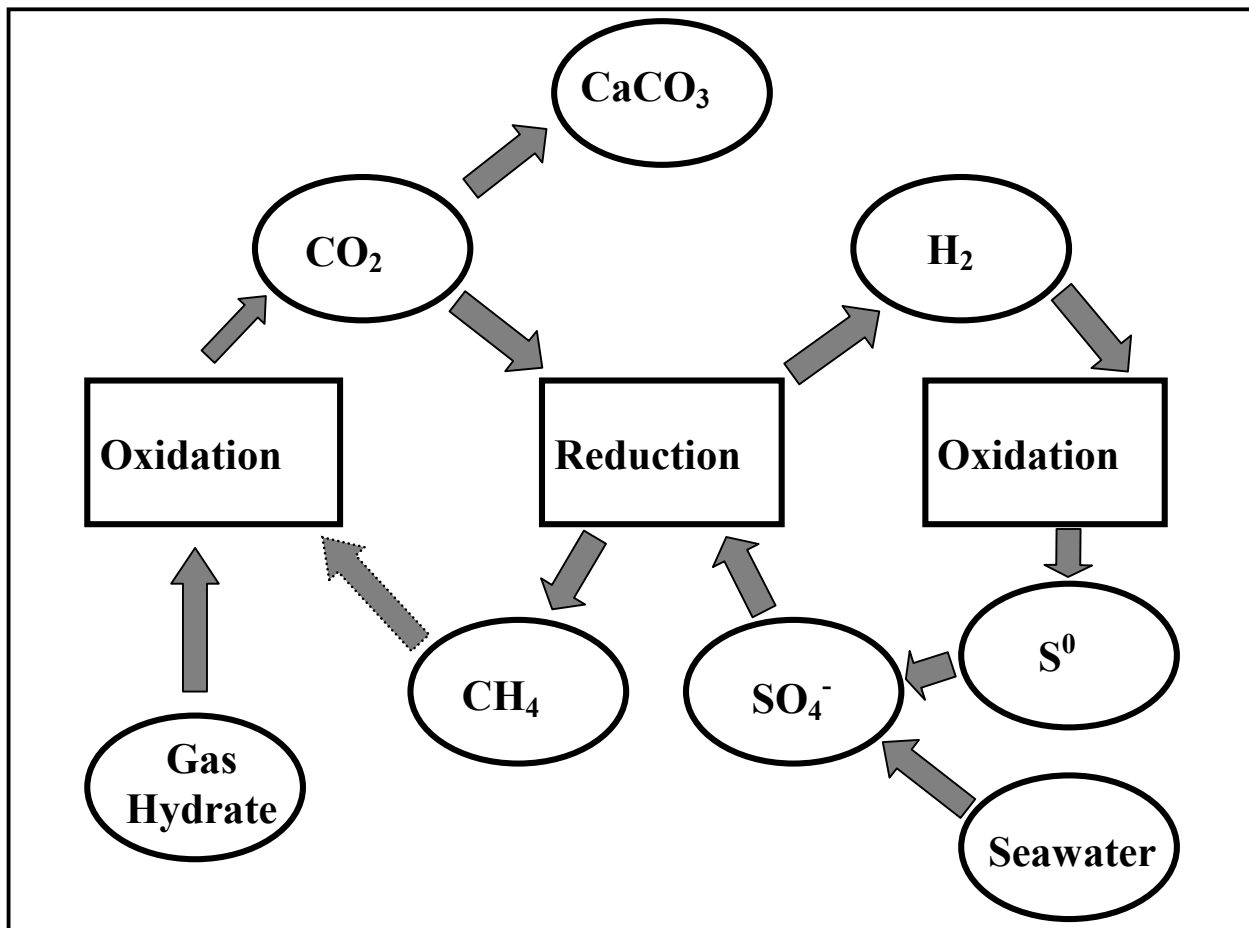 CaCO₃
CO₂
H₂
Oxidation
Reduction
Oxidation
S⁰
CH₄
SO₄⁻
Gas
Hydrate
Seawater